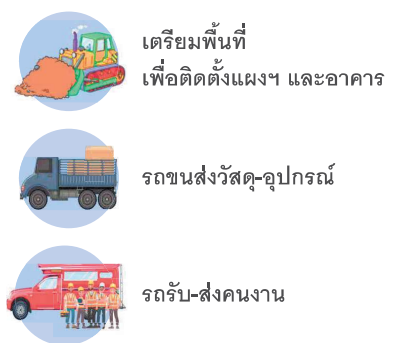 เตรียมพื้นที่
เพื่อติดตั้งแผงฯ และอาคาร
รถขนส่งวัสดุ-อุปกรณ์
รถรับ-ส่งคนงาน